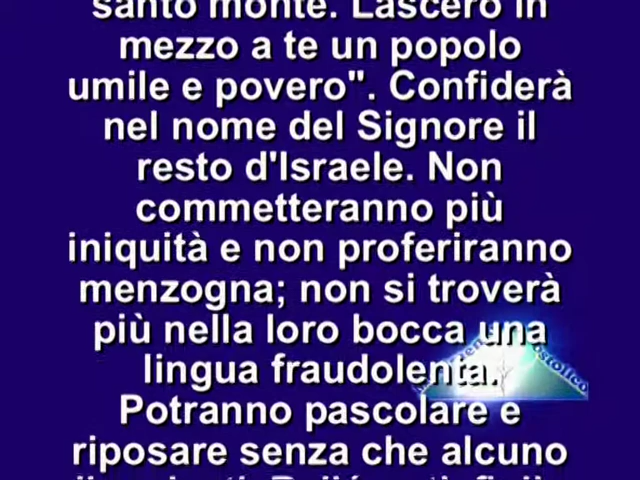 santo monte. Lascerò in
mezzo a te un popolo
umile e povero". Confiderà
nel nome del Signore il
resto d'Israele. Non
commetteranno più
iniquità e non proferiranno
menzogna; non si troverà
più nella loro bocca una
lingua fraudolenta.
Potranno pascolare e
riposare senza che alcuno